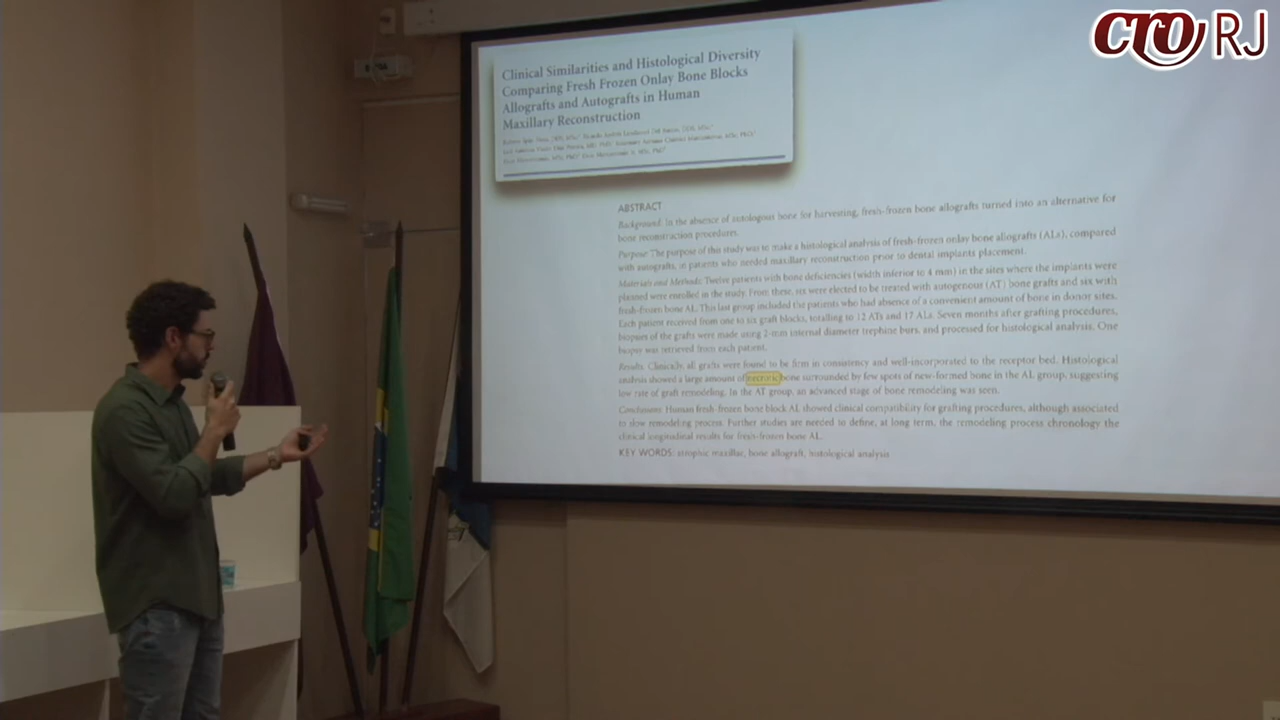 CRO RJ
Clinical Similarities and Histological Diversity
Comparing Fresh Frozen Onlay Bone Blocks
Allografts and Autografts in Human
Maxillary Reconstruction
ABSTRACT
Background: In the absence of autologous bone for harvesting, fresh-frozen bone allografts turned into an alternative for
bone reconstruction procedures.
Purpose: The purpose of this study was to make a histological analysis of fresh-frozen onlay bone allografts (ALs), compared
with autografts, in patients who needed maxillary reconstruction prior to dental implants placement.
Materials and Methods: Twelve patients with bone deficiencies (width inferior to 4 mm) in the sites where the implants were
planned were enrolled in the study. From these, six were elected to be treated with autogenous (AT) bone grafts and six with
fresh-frozen bone AL. This last group included the patients who had absence of a convenient amount of bone in donor sites.
Each patient received from one to six graft blocks, totalling to 12 ATs and 17 ALs. Seven months after grafting procedures,
biopsies of the grafts were made using 2-mm internal diameter trephine burs, and processed for histological analysis. One
biopsy was retrieved from each patient.
Results: Clinically, all grafts were found to be firm in consistency and well-incorporated to the receptor bed. Histological
analysis showed a large amount of necrotic bone surrounded by few spots of new-formed bone in the AL group, suggesting
low rate of graft remodeling. In the AT group, an advanced stage of bone remodeling was seen.
Conclusions: Human fresh-frozen bone block AL showed clinical compatibility for grafting procedures, although associated
to slow remodeling process. Further studies are needed to define, at long term, the remodeling process chronology the
clinical longitudinal results for fresh-frozen bone AL.
KEY WORDS: atrophic maxillae, bone allograft, histological analysis